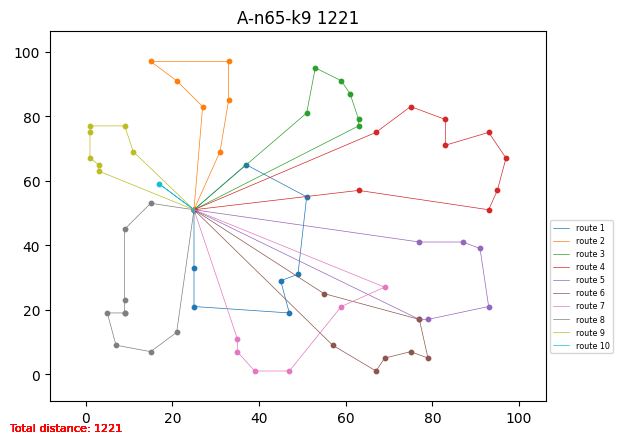 A-n65-k9 1221
100
80
60
40
20
0
0 20 40 60 80 100
route 1
route 2
route 3
route 4
route 5
route 6
route 7
route 8
route 9
route 10
Total distance: 1221